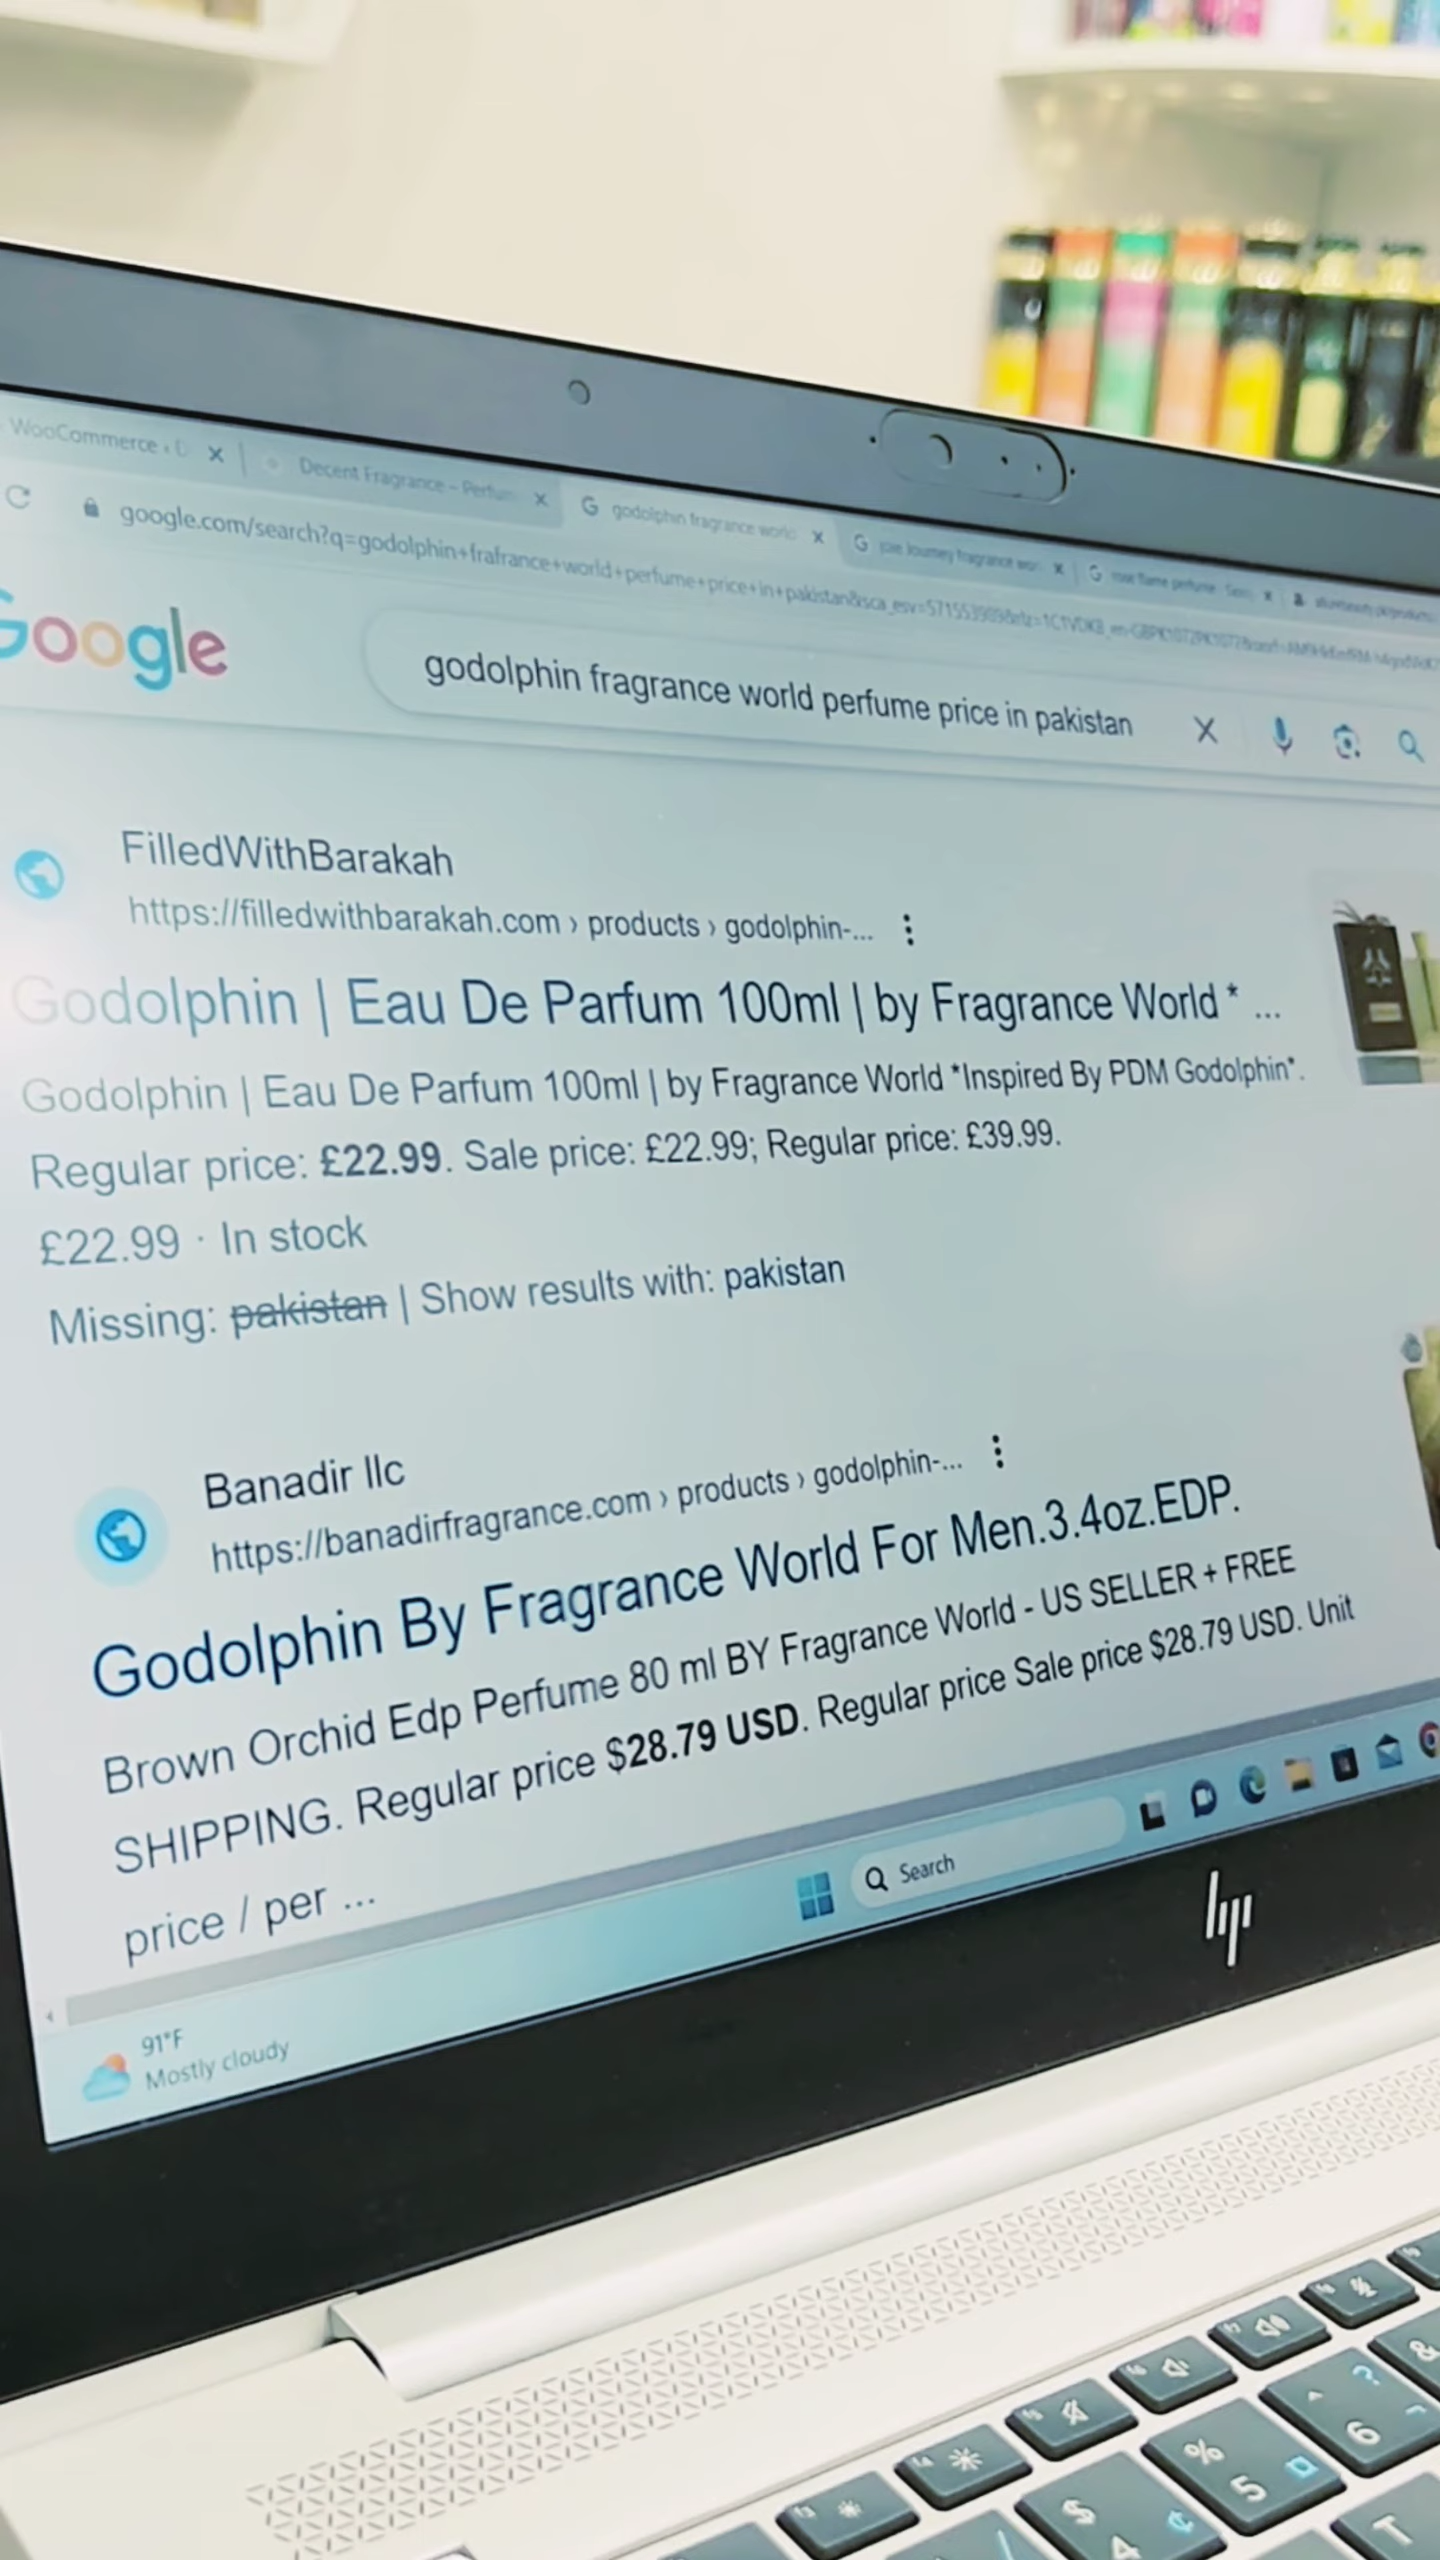 WooCommerce
Decent Fragrance – Perfum
godolphin fragrance world
google.com/search?q=godolphin+frafrance+world+perfume+price+in+pakistan
Google
godolphin fragrance world perfume price in pakistan
FilledWithBarakah
https://filledwithbarakah.com › products › godolphin-...
Godolphin | Eau De Parfum 100ml | by Fragrance World * ...
Godolphin | Eau De Parfum 100ml | by Fragrance World *Inspired By PDM Godolphin*.
Regular price: £22.99. Sale price: £22.99; Regular price: £39.99.
£22.99 · In stock
Missing: pakistan | Show results with: pakistan
Banadir llc
https://banadirfragrance.com › products › godolphin-...
Godolphin By Fragrance World For Men.3.4oz.EDP.
Brown Orchid Edp Perfume 80 ml BY Fragrance World - US SELLER + FREE
SHIPPING. Regular price $28.79 USD. Regular price Sale price $28.79 USD. Unit
price / per ...
Search
hp
91°F
Mostly cloudy
% 5
^ 6 ?
$ 4
&
T